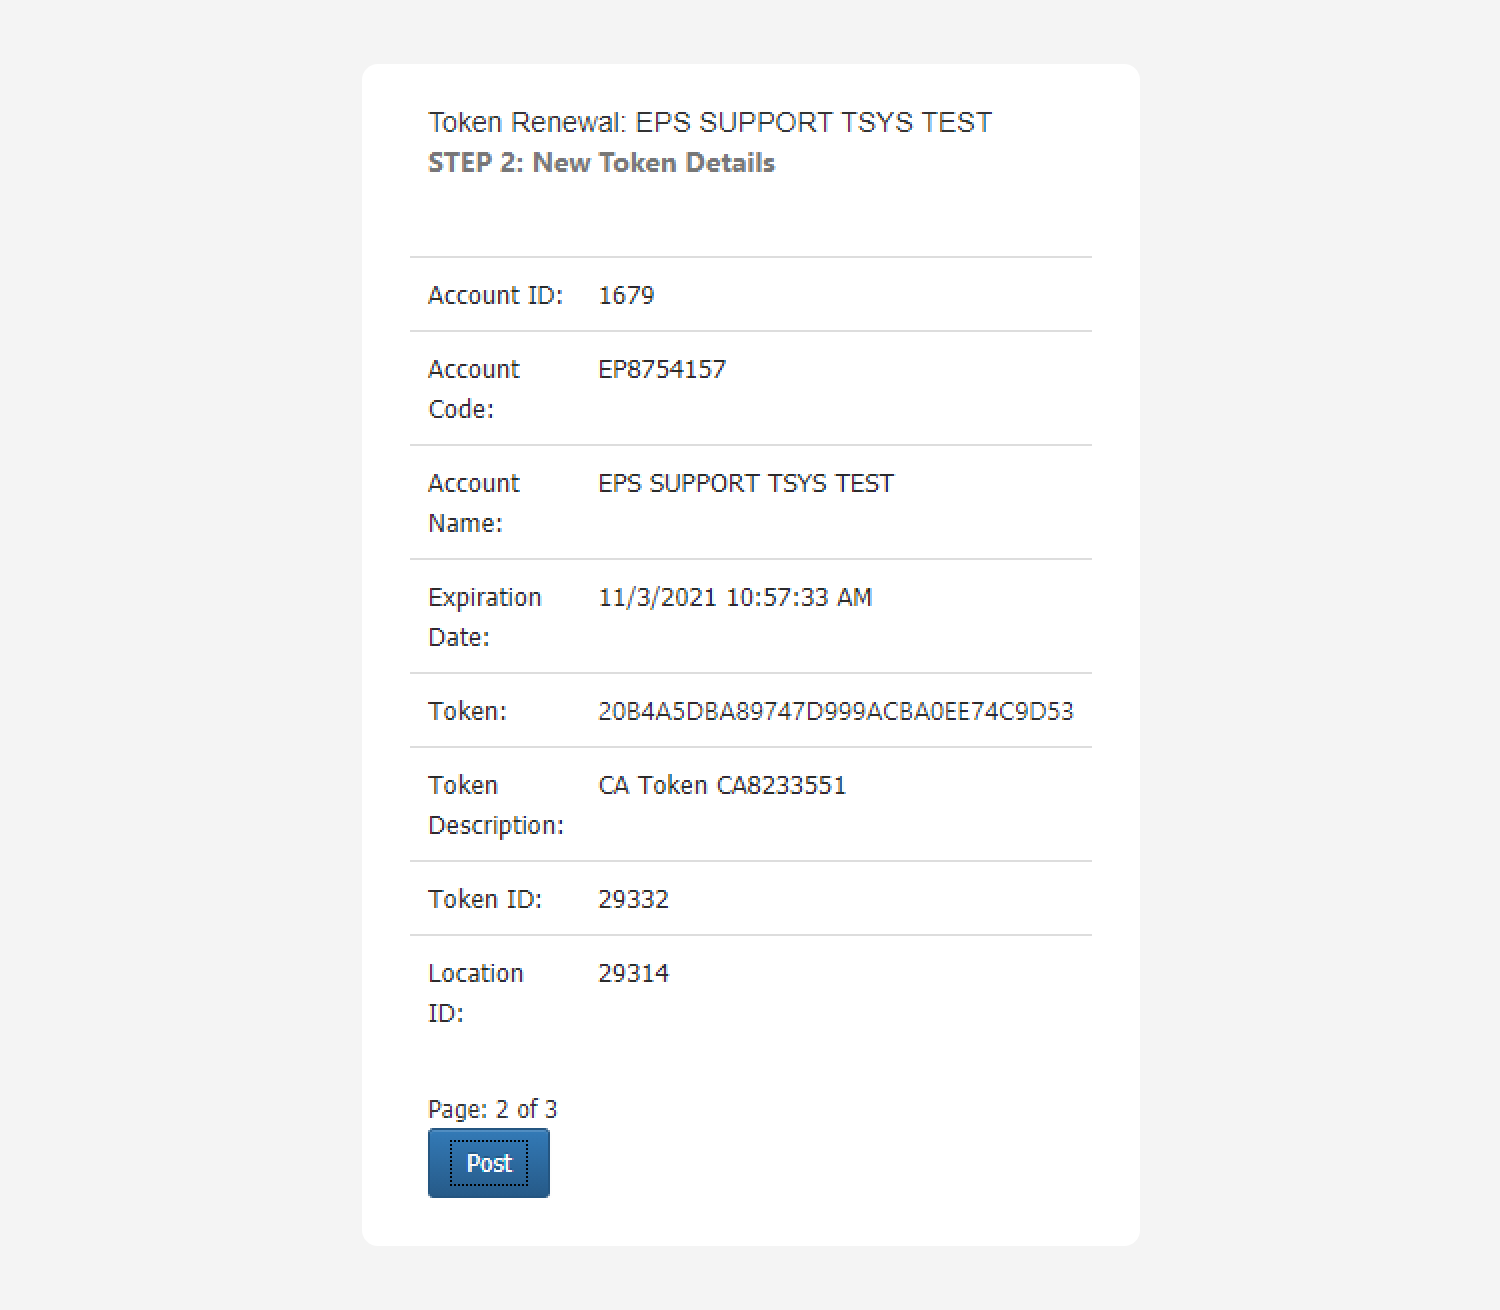 Token Renewal: EPS SUPPORT TSYS TEST
STEP 2: New Token Details
Account ID: 1679
Account EP8754157
Code:
Account EPS SUPPORT TSYS TEST
Name:
Expiration 11/3/2021 10:57:33 AM
Date:
Token: 20B4A5DBA89747D999ACBA0EE74C9D53
Token CA Token CA8233551
Description:
Token ID: 29332
Location 29314
ID:
Page: 2 of 3
Post